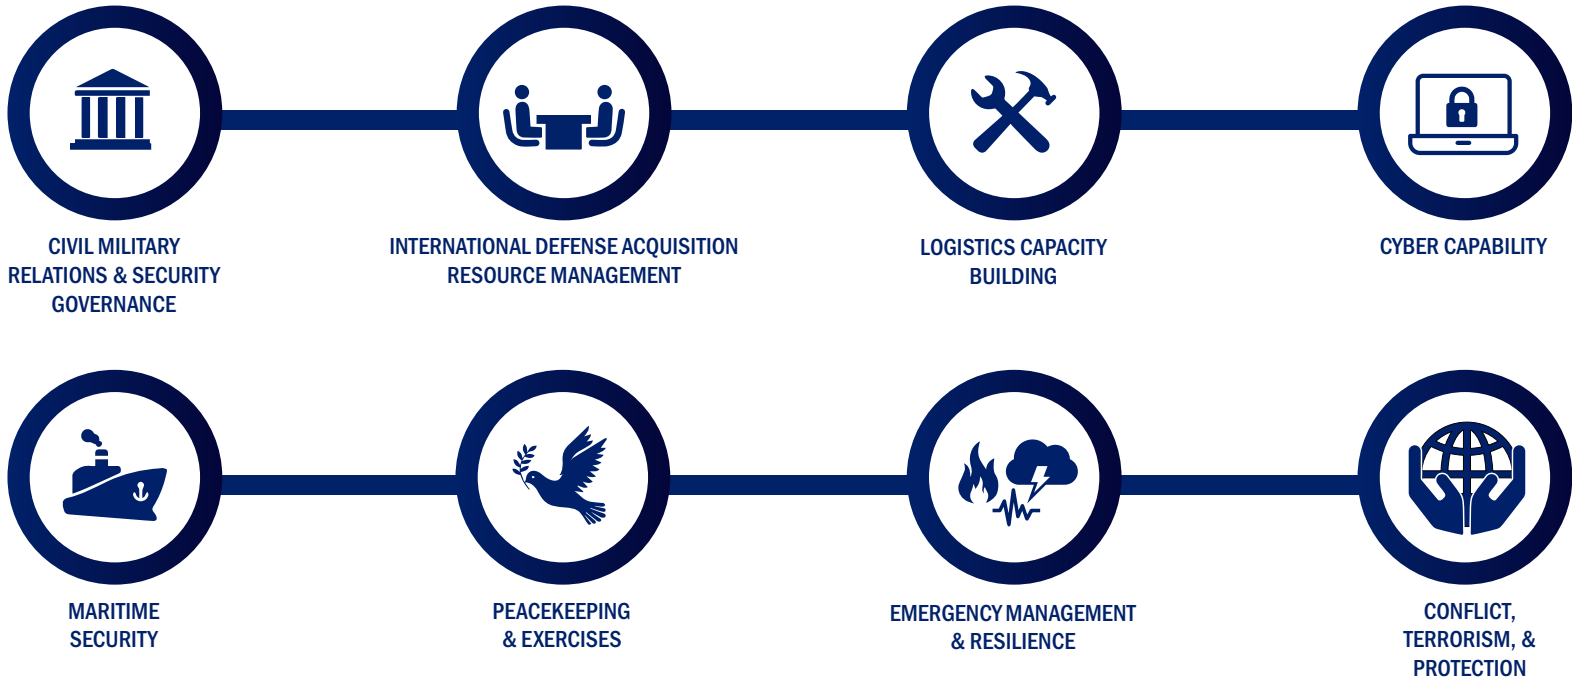 CIVIL MILITARY
RELATIONS & SECURITY
GOVERNANCE
INTERNATIONAL DEFENSE ACQUISITION
RESOURCE MANAGEMENT
LOGISTICS CAPACITY
BUILDING
CYBER CAPABILITY
MARITIME
SECURITY
PEACEKEEPING
& EXERCISES
EMERGENCY MANAGEMENT
& RESILIENCE
CONFLICT,
TERRORISM, &
PROTECTION